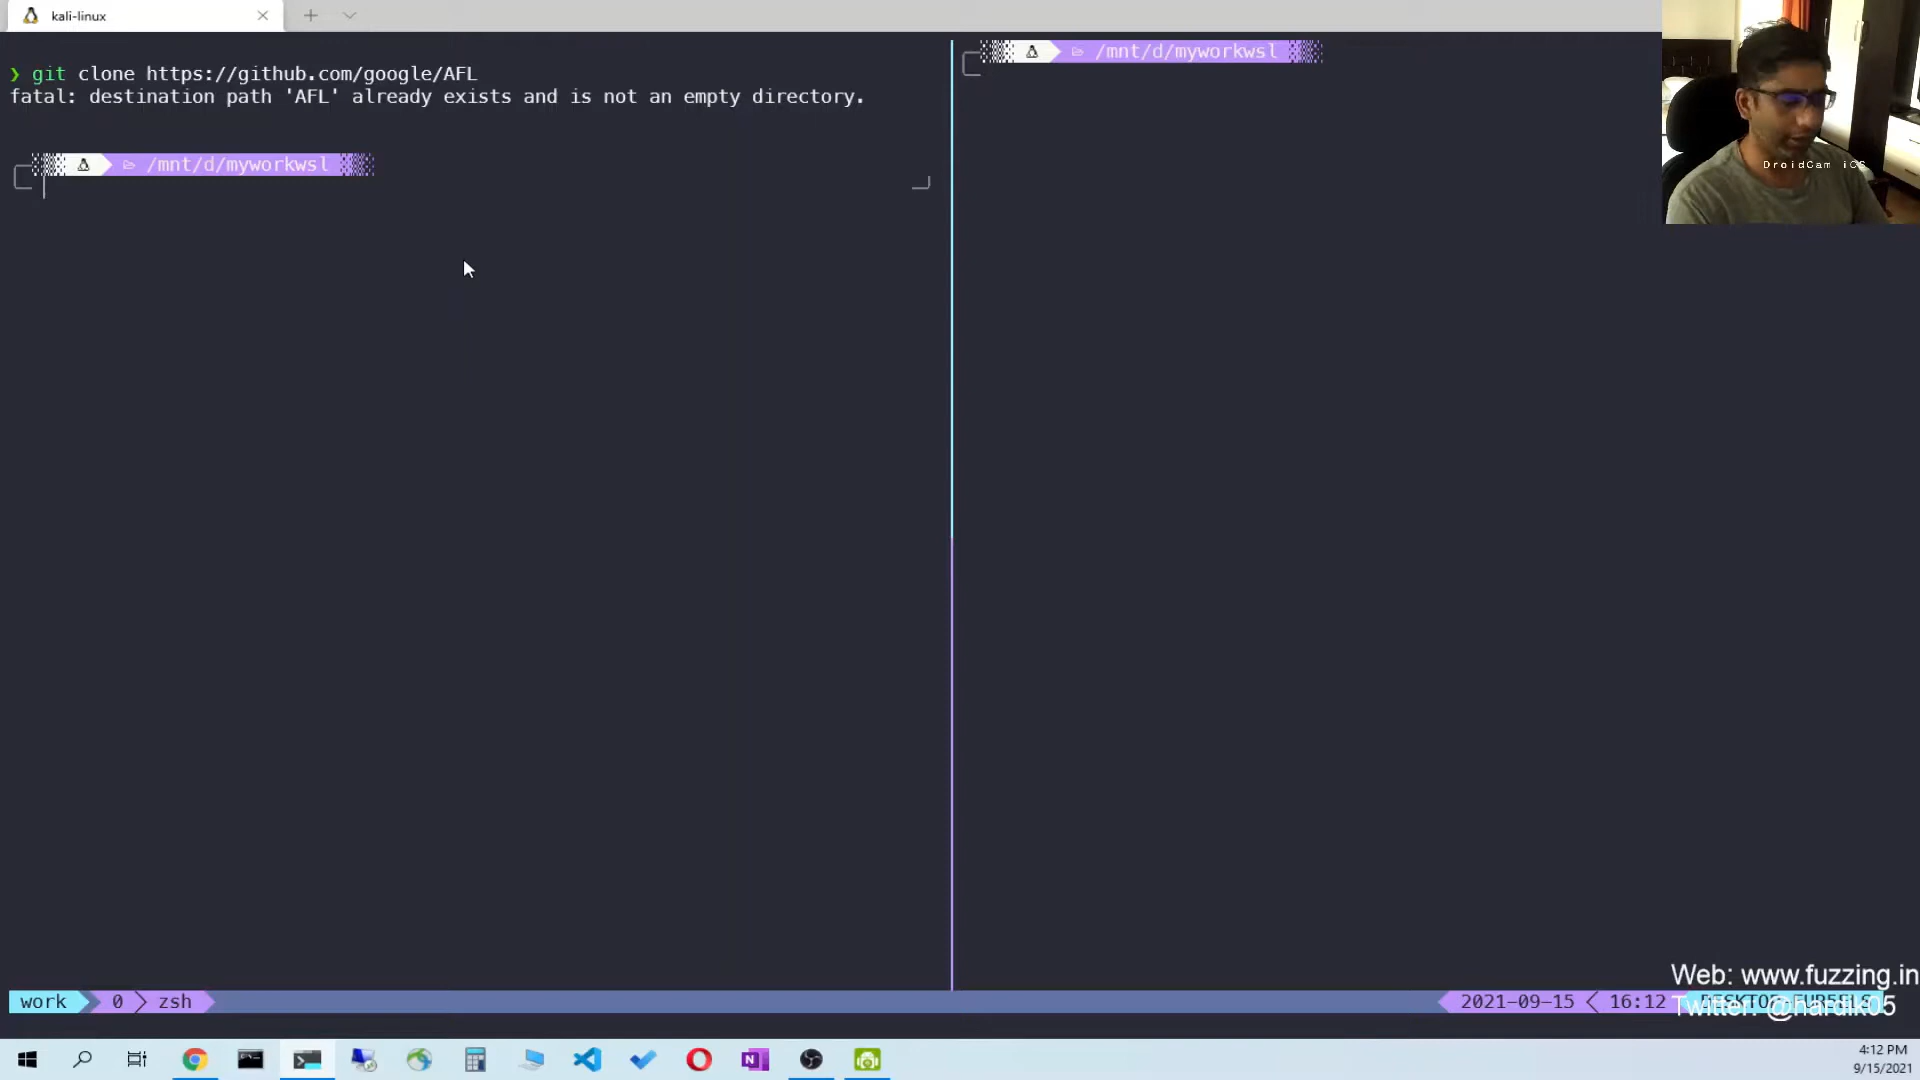 kali-linux
❯ git clone https://github.com/google/AFL
fatal: destination path 'AFL' already exists and is not an empty directory.
/mnt/d/myworkwsl
/mnt/d/myworkwsl
DroidCam
Web: www.fuzzing.in
Twitter: @hardik05
work 0 zsh
2021-09-15 16:12
4:12 PM
9/15/2021